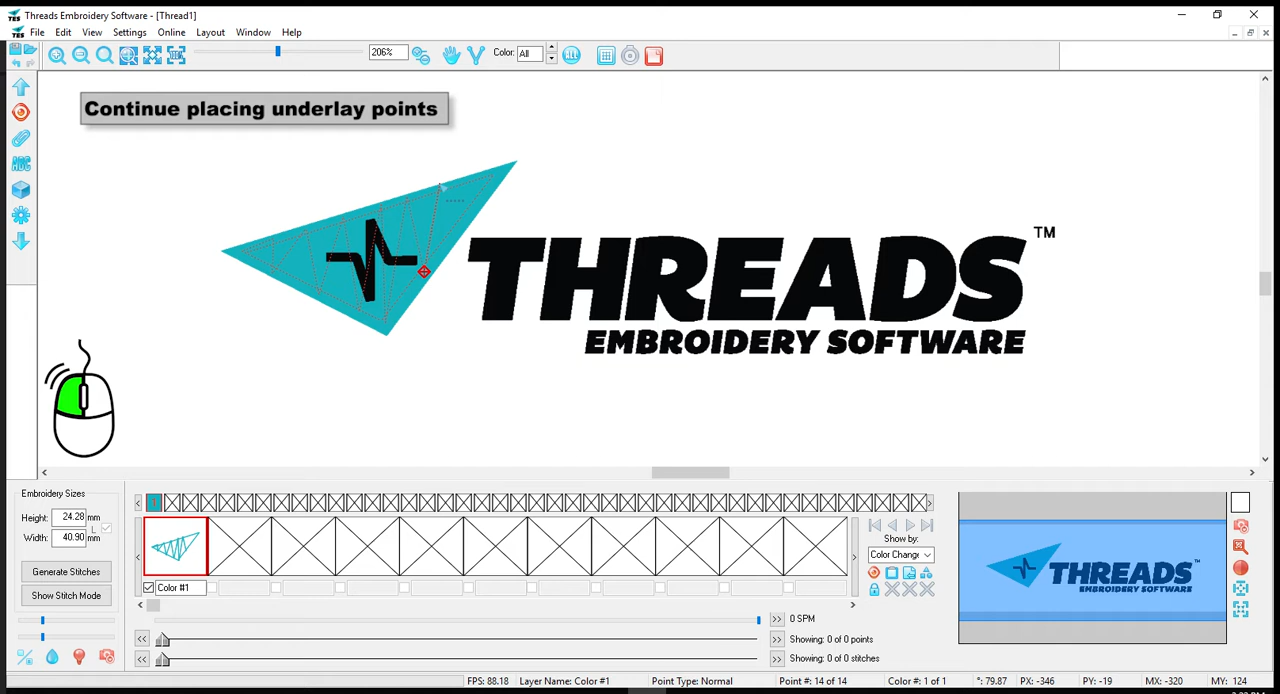 TES Threads Embroidery Software - [Thread1]
File Edit View Settings Online Layout Window Help
206% Color: All
Continue placing underlay points
ABC
THREADS TM
EMBROIDERY SOFTWARE
Embroidery Sizes
Height: 24.28 mm
L
Width: 40.90 mm
Generate Stitches
Show Stitch Mode
Color #1
Show by:
Color Change
0 SPM
Showing: 0 of 0 points
Showing: 0 of 0 stitches
THREADS
EMBROIDERY SOFTWARE
FPS: 88.18 Layer Name: Color #1 Point Type: Normal Point #: 14 of 14 Color #: 1 of 1 °: 79.87 PX: -346 PY: -19 MX: -320 MY: 124